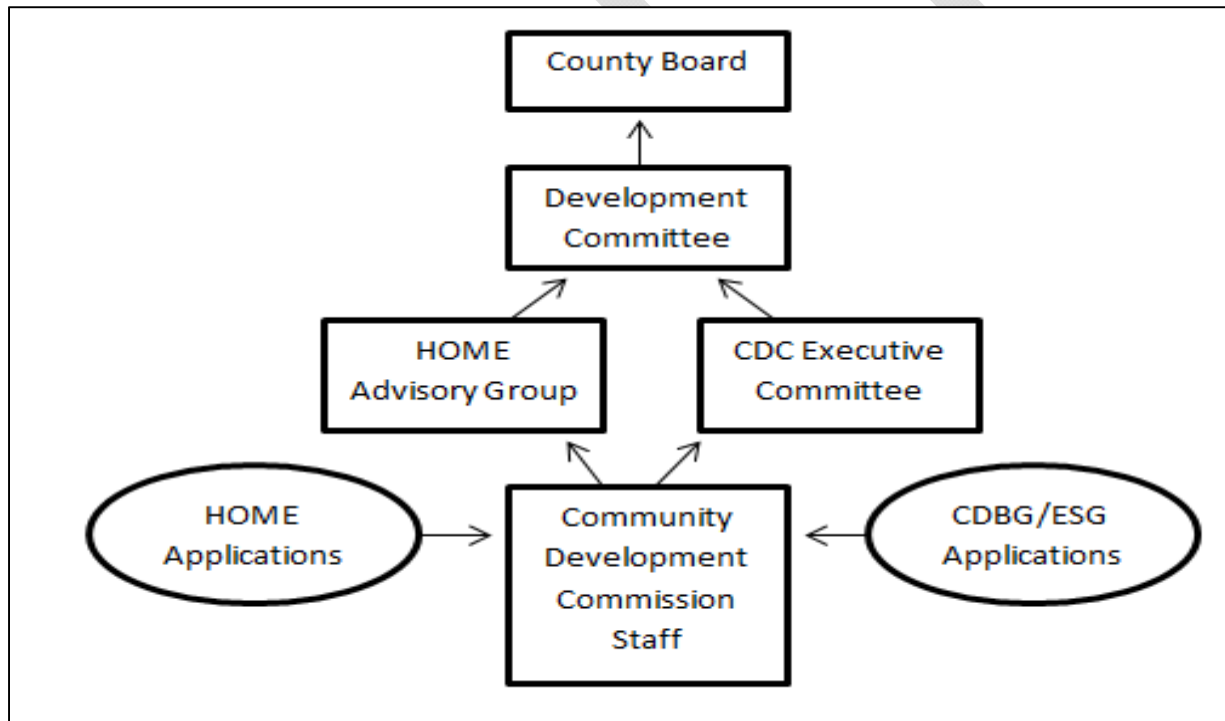 County Board
Development
Committee
HOME
Advisory Group
CDC Executive
Committee
HOME
Applications
Community
Development
Commission
Staff
CDBG/ESG
Applications